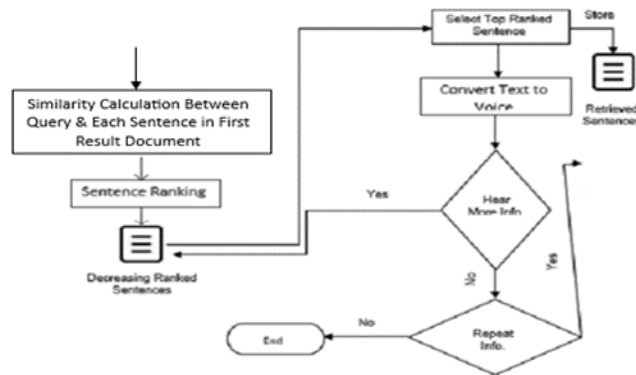 Similarity Calculation Between
Query & Each Sentence in First
Result Document
Sentence Ranking
Decreasing Ranked
Sentences
Select Top Ranked
Sentence
Store
Retrieved
Sentences
Convert Text to
Voice
Hear
More Info
Yes
No
Repeat
Info.
Yes
No
End